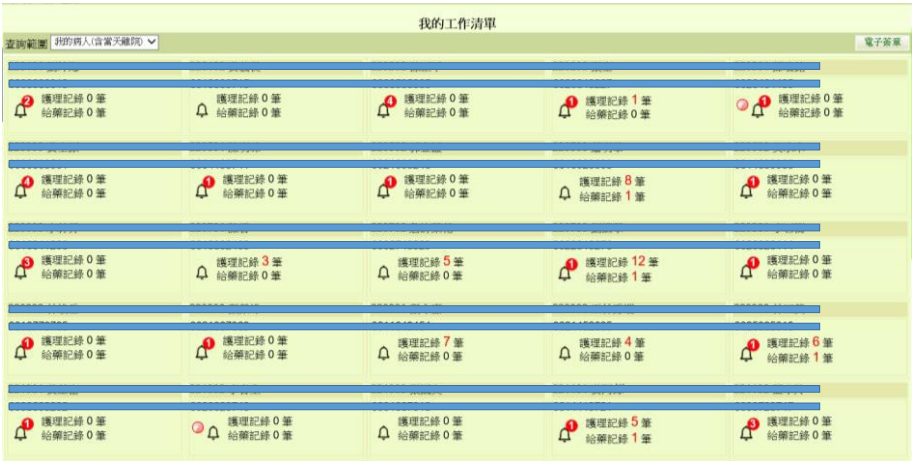 我的工作清單
查詢範圍 我的病人(含當天離院) 電子簽章
2 護理記錄 0 筆 護理記錄 0 筆 4 護理記錄 0 筆 1 護理記錄 1 筆 1 護理記錄 0 筆
給藥記錄 0 筆 給藥記錄 0 筆 給藥記錄 0 筆 給藥記錄 0 筆 給藥記錄 0 筆
4 護理記錄 0 筆 1 護理記錄 0 筆 1 護理記錄 0 筆 護理記錄 8 筆 1 護理記錄 0 筆
給藥記錄 0 筆 給藥記錄 0 筆 給藥記錄 0 筆 給藥記錄 1 筆 給藥記錄 0 筆
3 護理記錄 0 筆 護理記錄 3 筆 護理記錄 5 筆 1 護理記錄 12 筆 1 護理記錄 0 筆
給藥記錄 0 筆 給藥記錄 0 筆 給藥記錄 0 筆 給藥記錄 1 筆 給藥記錄 0 筆
1 護理記錄 0 筆 1 護理記錄 0 筆 護理記錄 7 筆 護理記錄 4 筆 1 護理記錄 6 筆
給藥記錄 0 筆 給藥記錄 0 筆 給藥記錄 0 筆 給藥記錄 0 筆 給藥記錄 1 筆
1 護理記錄 0 筆 護理記錄 0 筆 護理記錄 0 筆 1 護理記錄 5 筆 3 護理記錄 0 筆
給藥記錄 0 筆 給藥記錄 0 筆 給藥記錄 0 筆 給藥記錄 1 筆 給藥記錄 0 筆